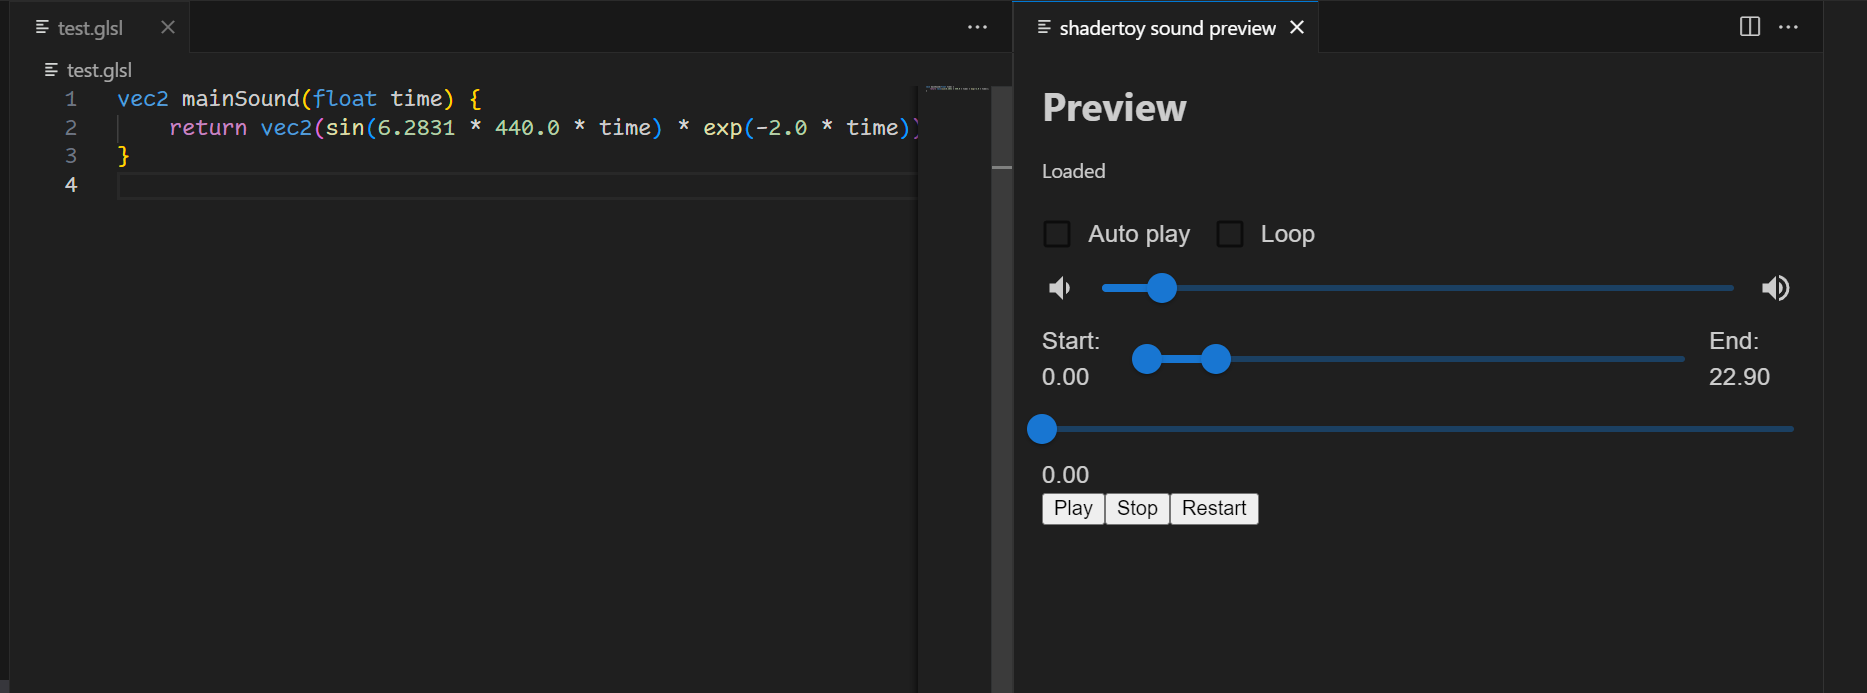 test.glsl
test.glsl
1 vec2 mainSound(float time) {
2 return vec2(sin(6.2831 * 440.0 * time) * exp(-2.0 * time))
3 }
4
shadertoy sound preview
Preview
Loaded
Auto play Loop
Start: End:
0.00 22.90
0.00
Play Stop Restart